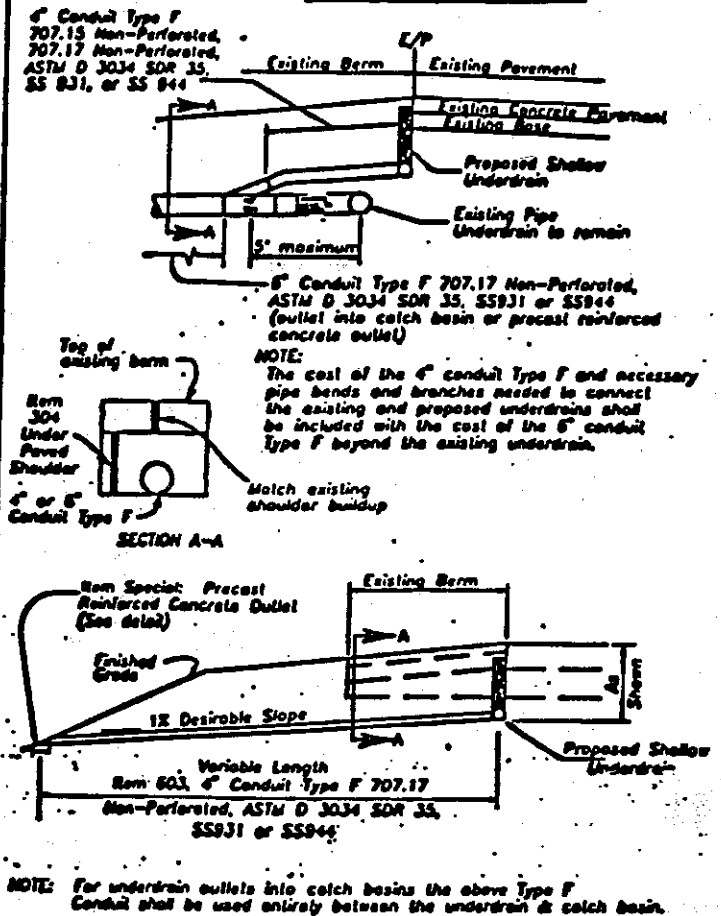 4" Conduit Type F
707.15 Non-Perforated,
707.17 Non-Perforated,
ASTM D 3034 SDR 35,
SS 931, or SS 944
E/P
Existing Berm
Existing Pavement
Existing Concrete Pavement
Existing Base
Proposed Shallow
Underdrain
Existing Pipe
Underdrain to remain
A
A
5' maximum
6" Conduit Type F 707.17 Non-Perforated,
ASTM D 3034 SDR 35, SS931 or SS944
(outlet into catch basin or precast reinforced
concrete outlet)
NOTE:
The cost of the 4" conduit Type F and necessary
pipe bends and branches needed to connect
the existing and proposed underdrains shall
be included with the cost of the 6" conduit
Type F beyond the existing underdrain.
Top of
existing berm
Item
304
Under
Paved
Shoulder
4" or 6"
Conduit Type F
Match existing
shoulder buildup
SECTION A-A
Item Special: Precast
Reinforced Concrete Outlet
(See detail)
Existing Berm
A
Finished
Grade
As
Shown
1% Desirable Slope
A
Proposed Shallow
Underdrain
Variable Length
Item 603, 4" Conduit Type F 707.17
Non-Perforated, ASTM D 3034 SDR 35,
SS931 or SS944
NOTE: For underdrain outlets into catch basins the above Type F
Conduit shall be used entirely between the underdrain & catch basin.